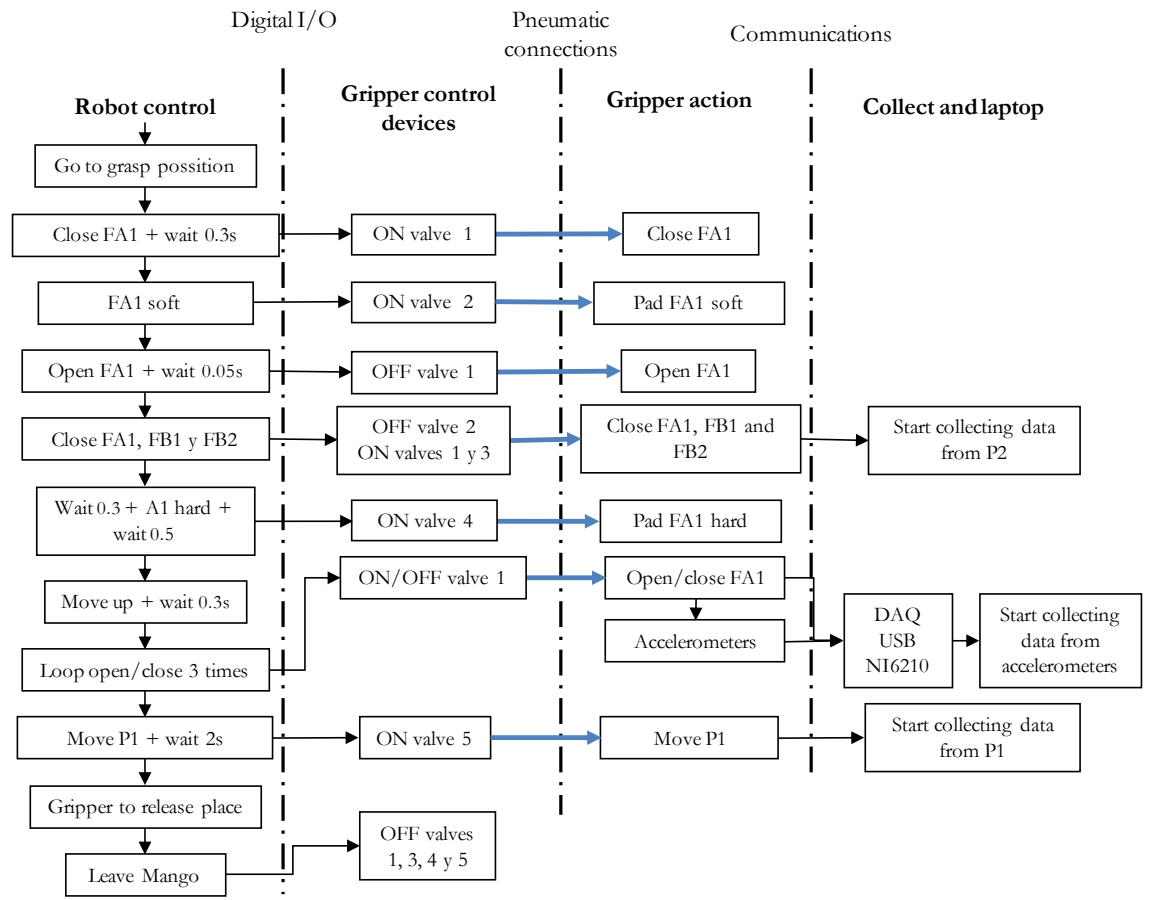 Digital I/O
Pneumatic
connections
Communications
Robot control
Gripper control
devices
Gripper action
Collect and laptop
Go to grasp possition
Close FA1 + wait 0.3s
ON valve 1
Close FA1
FA1 soft
ON valve 2
Pad FA1 soft
Open FA1 + wait 0.05s
OFF valve 1
Open FA1
Close FA1, FB1 y FB2
OFF valve 2
ON valves 1 y 3
Close FA1, FB1 and
FB2
Start collecting data
from P2
Wait 0.3 + A1 hard +
wait 0.5
ON valve 4
Pad FA1 hard
Move up + wait 0.3s
ON/OFF valve 1
Open/close FA1
Accelerometers
DAQ
USB
NI6210
Start collecting
data from
accelerometers
Loop open/close 3 times
Move P1 + wait 2s
ON valve 5
Move P1
Start collecting data
from P1
Gripper to release place
OFF valves
1, 3, 4 y 5
Leave Mango